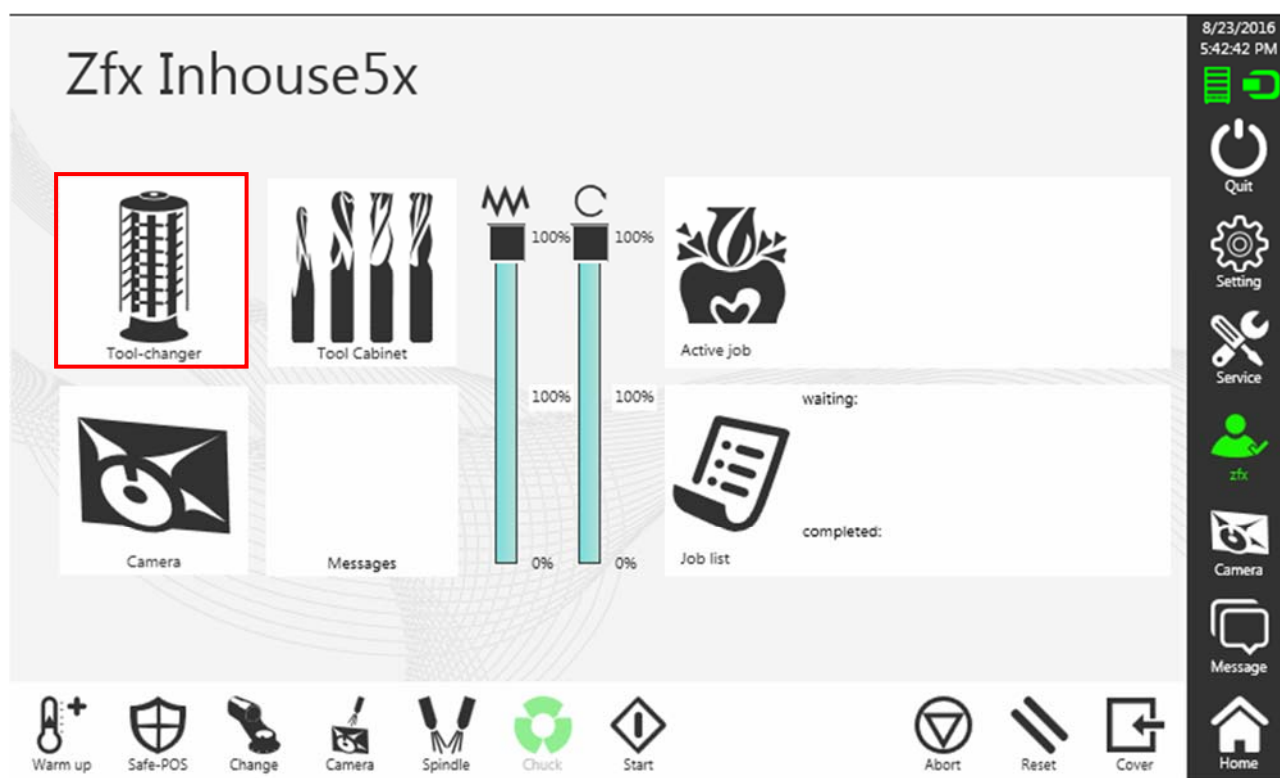 Zfx Inhouse5x
Tool-changer
Tool Cabinet
100%
100%
100%
100%
0%
0%
Active job
Camera
Messages
waiting:
completed:
Job list
8/23/2016
5:42:42 PM
Quit
Setting
Service
zfx
Camera
Message
Home
Warm up
Safe-POS
Change
Camera
Spindle
Chuck
Start
Abort
Reset
Cover